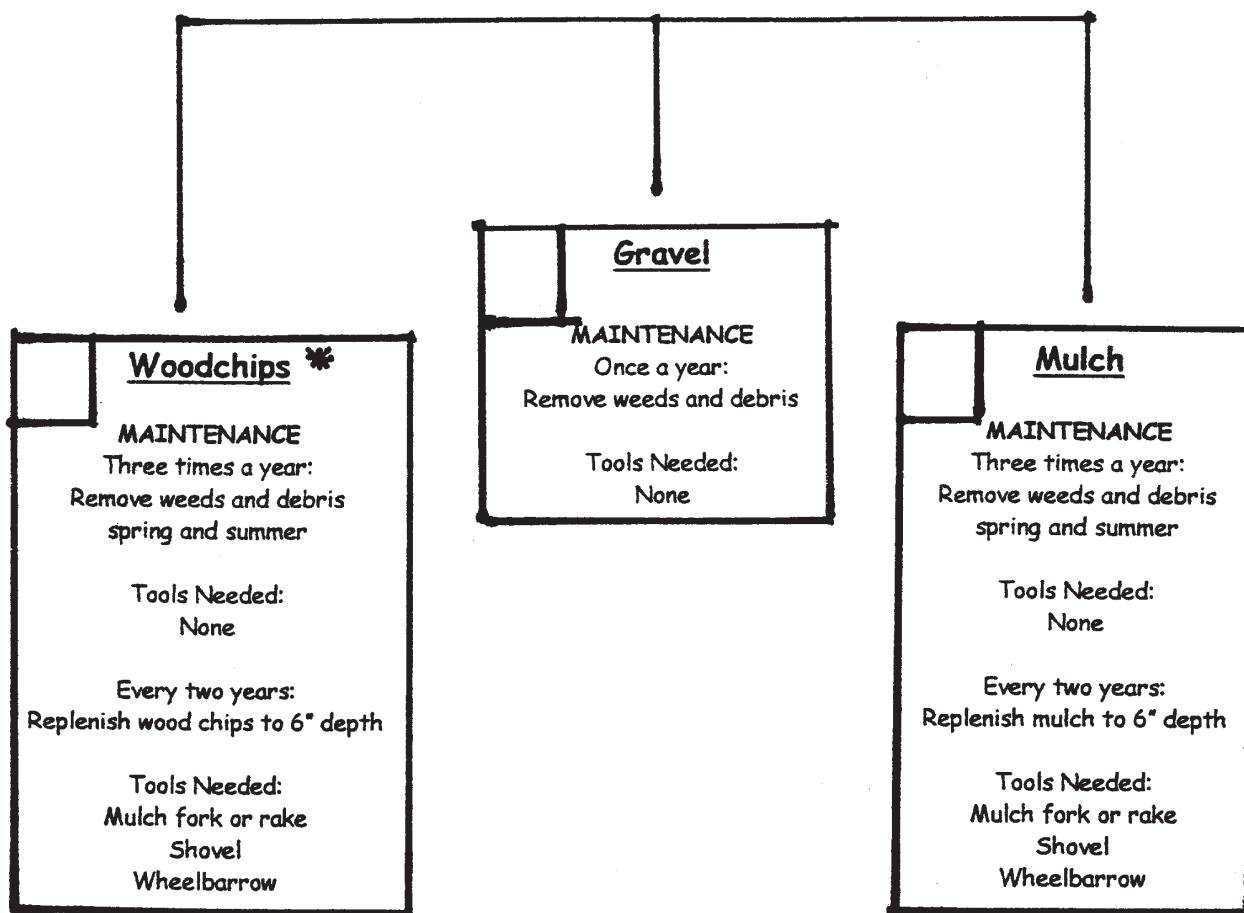 Woodchips *
MAINTENANCE
Three times a year:
Remove weeds and debris
spring and summer
Tools Needed:
None
Every two years:
Replenish wood chips to 6" depth
Tools Needed:
Mulch fork or rake
Shovel
Wheelbarrow
Gravel
MAINTENANCE
Once a year:
Remove weeds and debris
Tools Needed:
None
Mulch
MAINTENANCE
Three times a year:
Remove weeds and debris
spring and summer
Tools Needed:
None
Every two years:
Replenish mulch to 6" depth
Tools Needed:
Mulch fork or rake
Shovel
Wheelbarrow